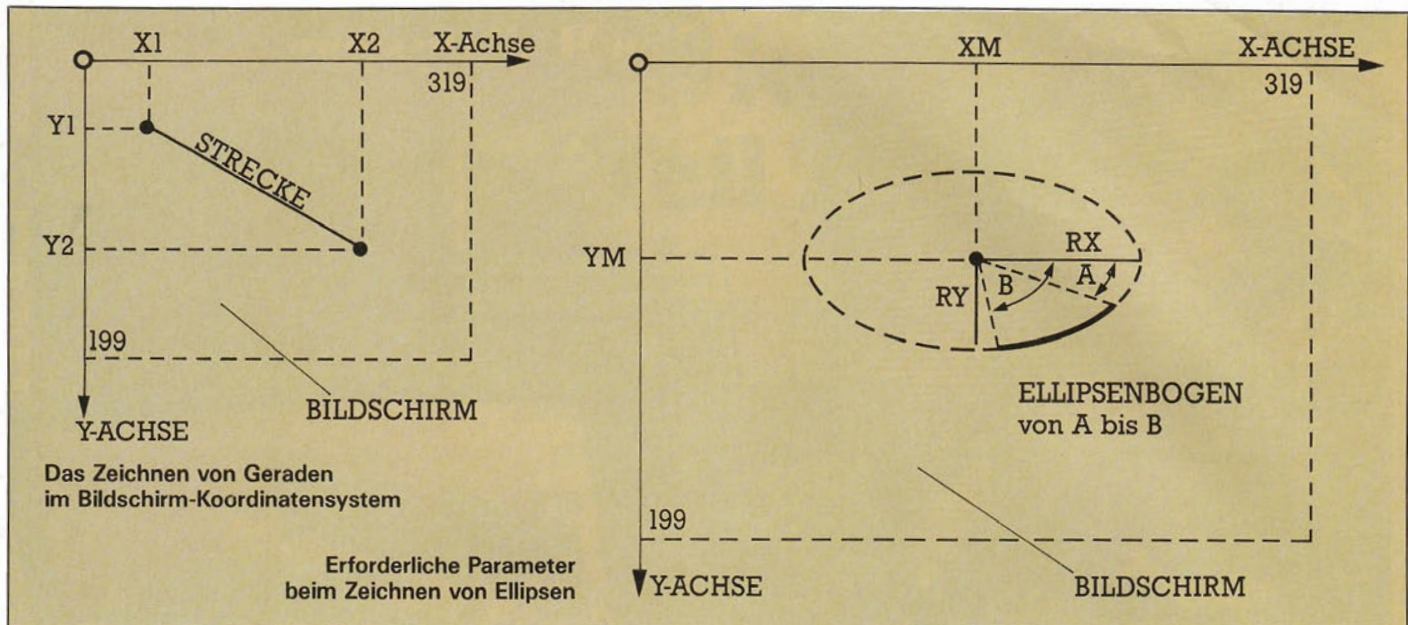 X1
X2
X-Achse
319
Y1
STRECKE
Y2
199
BILDSCHIRM
Y-ACHSE
Das Zeichnen von Geraden
im Bildschirm-Koordinatensystem
XM
X-ACHSE
319
YM
RX
A
B
RY
ELLIPSENBOGEN
von A bis B
199
BILDSCHIRM
Y-ACHSE
Erforderliche Parameter
beim Zeichnen von Ellipsen